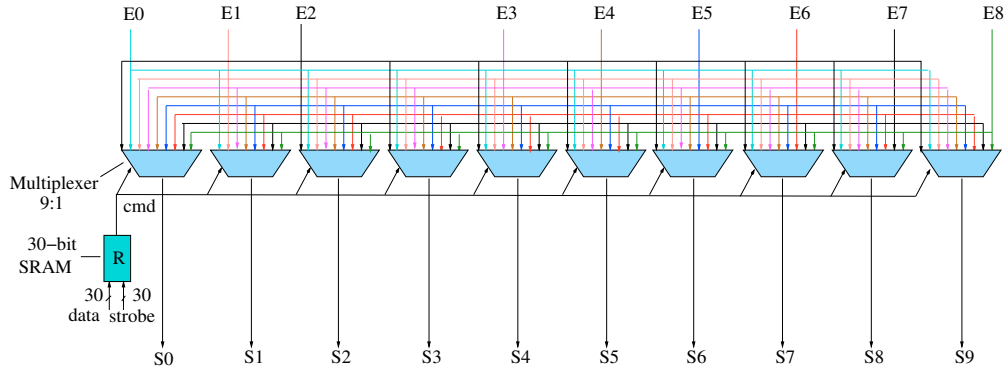 E0 E1 E2 E3 E4 E5 E6 E7 E8
Multiplexer
9:1
cmd
30-bit
SRAM
R
30 30
data strobe
S0 S1 S2 S3 S4 S5 S6 S7 S8 S9